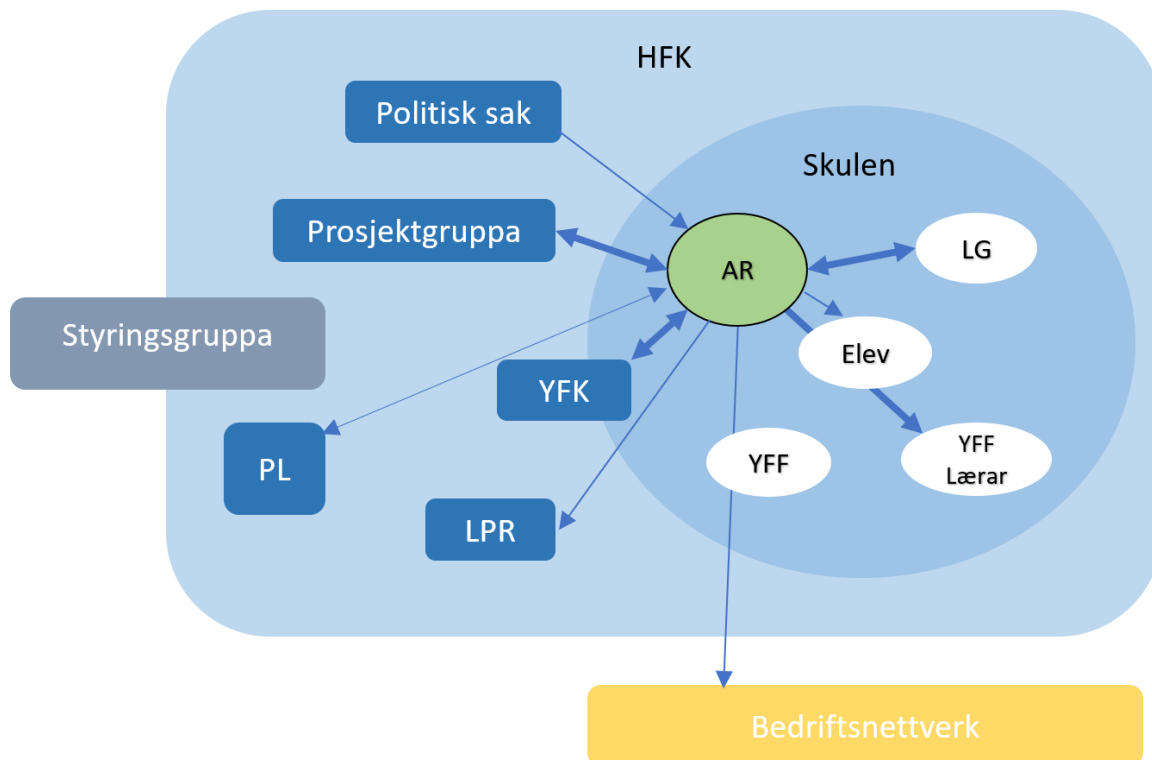 HFK
Politisk sak
Skulen
Prosjektgruppa
AR
LG
Styringsgruppa
Elev
YFK
PL
YFF
YFF
Lærar
LPR
Bedriftsnettverk